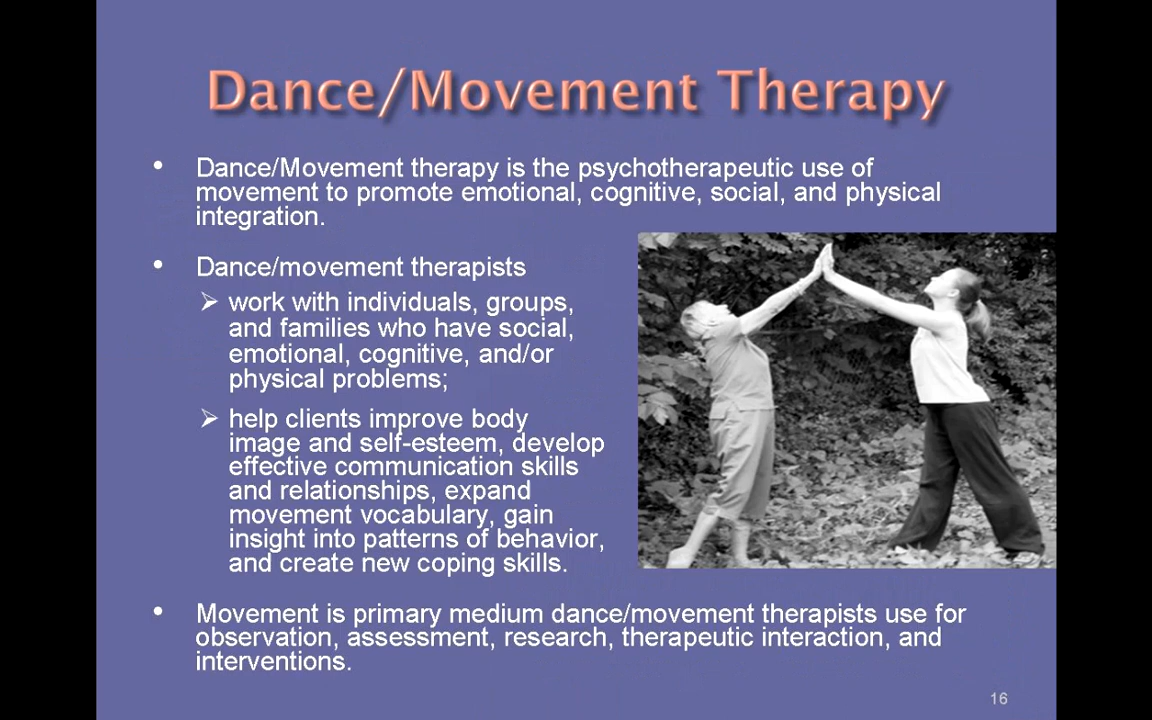 Dance/Movement Therapy
• Dance/Movement therapy is the psychotherapeutic use of
movement to promote emotional, cognitive, social, and physical
integration.
• Dance/movement therapists
➢ work with individuals, groups,
and families who have social,
emotional, cognitive, and/or
physical problems;
➢ help clients improve body
image and self-esteem, develop
effective communication skills
and relationships, expand
movement vocabulary, gain
insight into patterns of behavior,
and create new coping skills.
• Movement is primary medium dance/movement therapists use for
observation, assessment, research, therapeutic interaction, and
interventions.
16